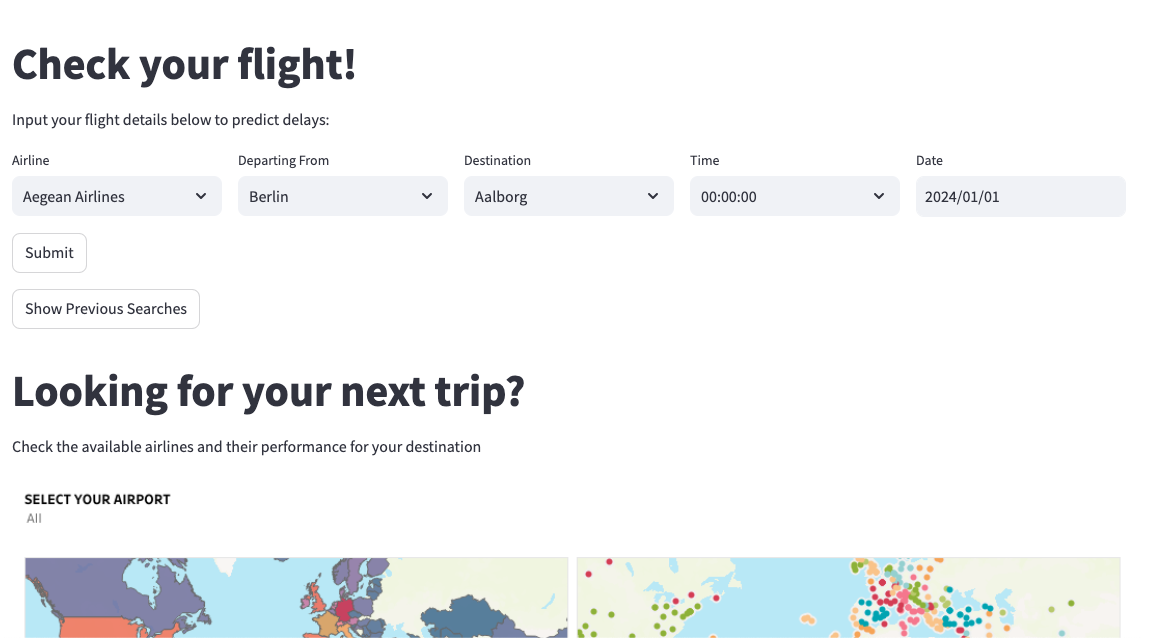 Check your flight!
Input your flight details below to predict delays:
Airline Departing From Destination Time Date
Aegean Airlines Berlin Aalborg 00:00:00 2024/01/01
Submit
Show Previous Searches
Looking for your next trip?
Check the available airlines and their performance for your destination
SELECT YOUR AIRPORT
All